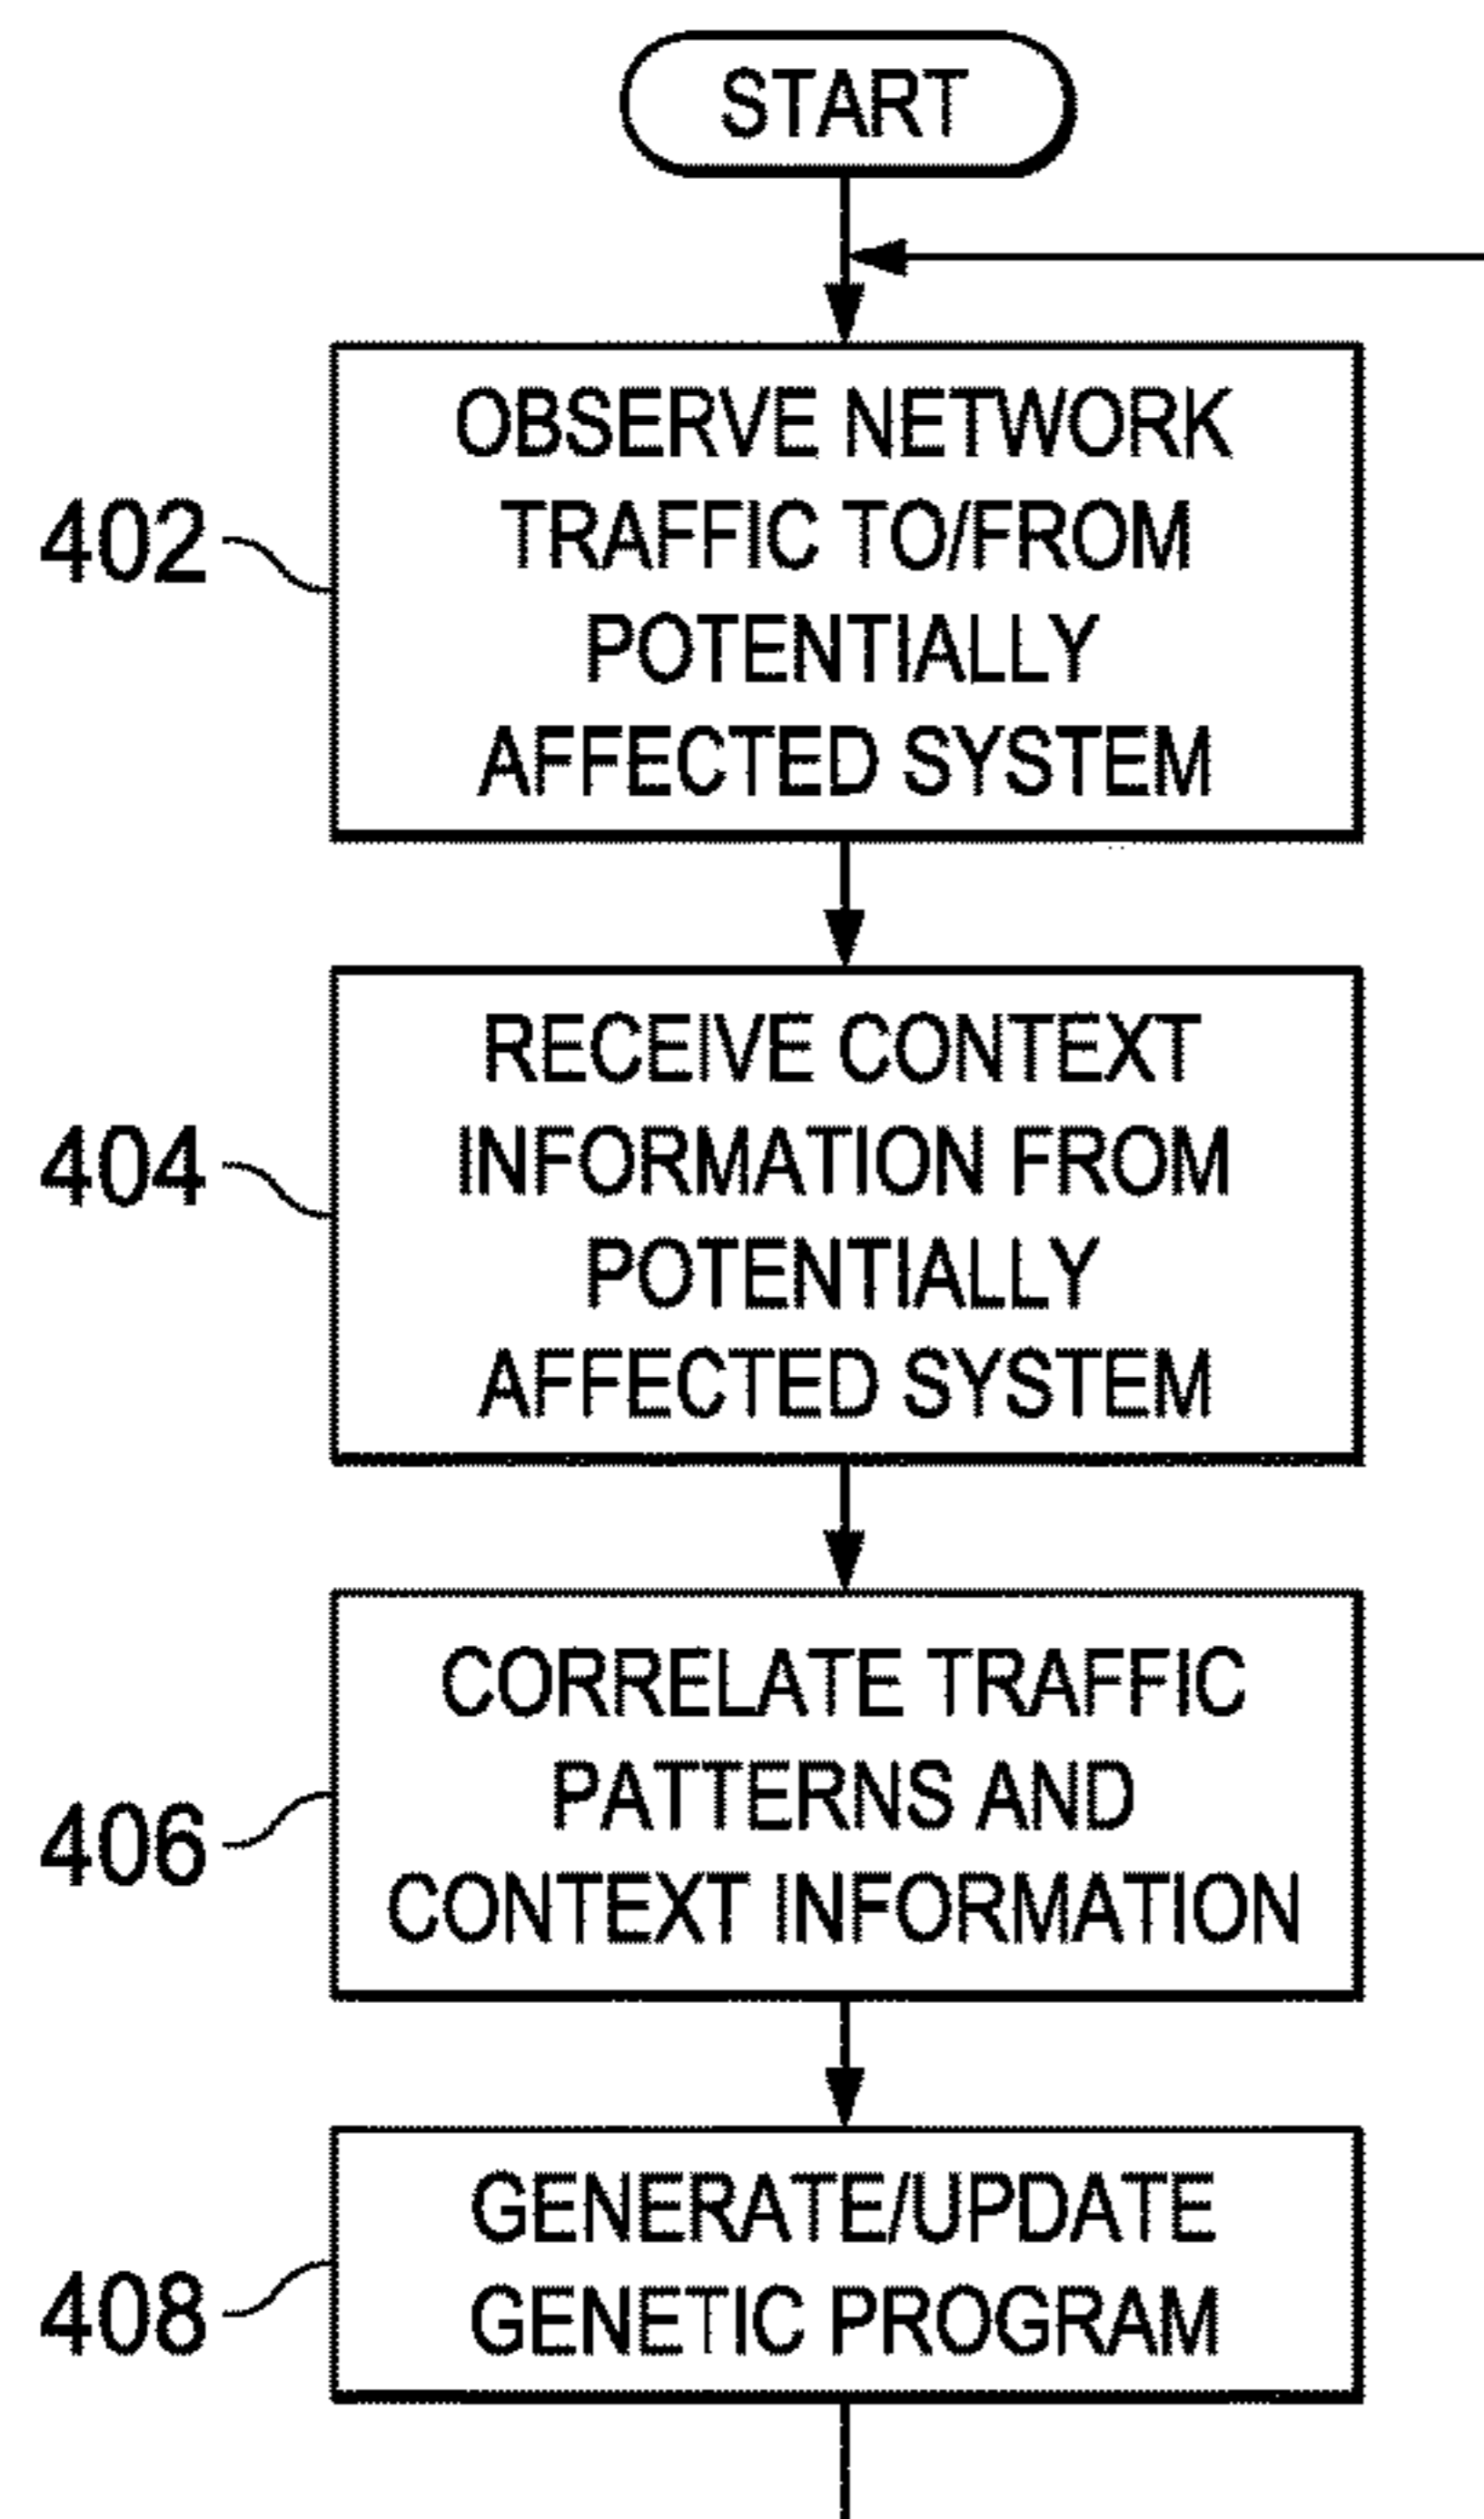 START
402
OBSERVE NETWORK
TRAFFIC TO/FROM
POTENTIALLY
AFFECTED SYSTEM
404
RECEIVE CONTEXT
INFORMATION FROM
POTENTIALLY
AFFECTED SYSTEM
406
CORRELATE TRAFFIC
PATTERNS AND
CONTEXT INFORMATION
408
GENERATE/UPDATE
GENETIC PROGRAM